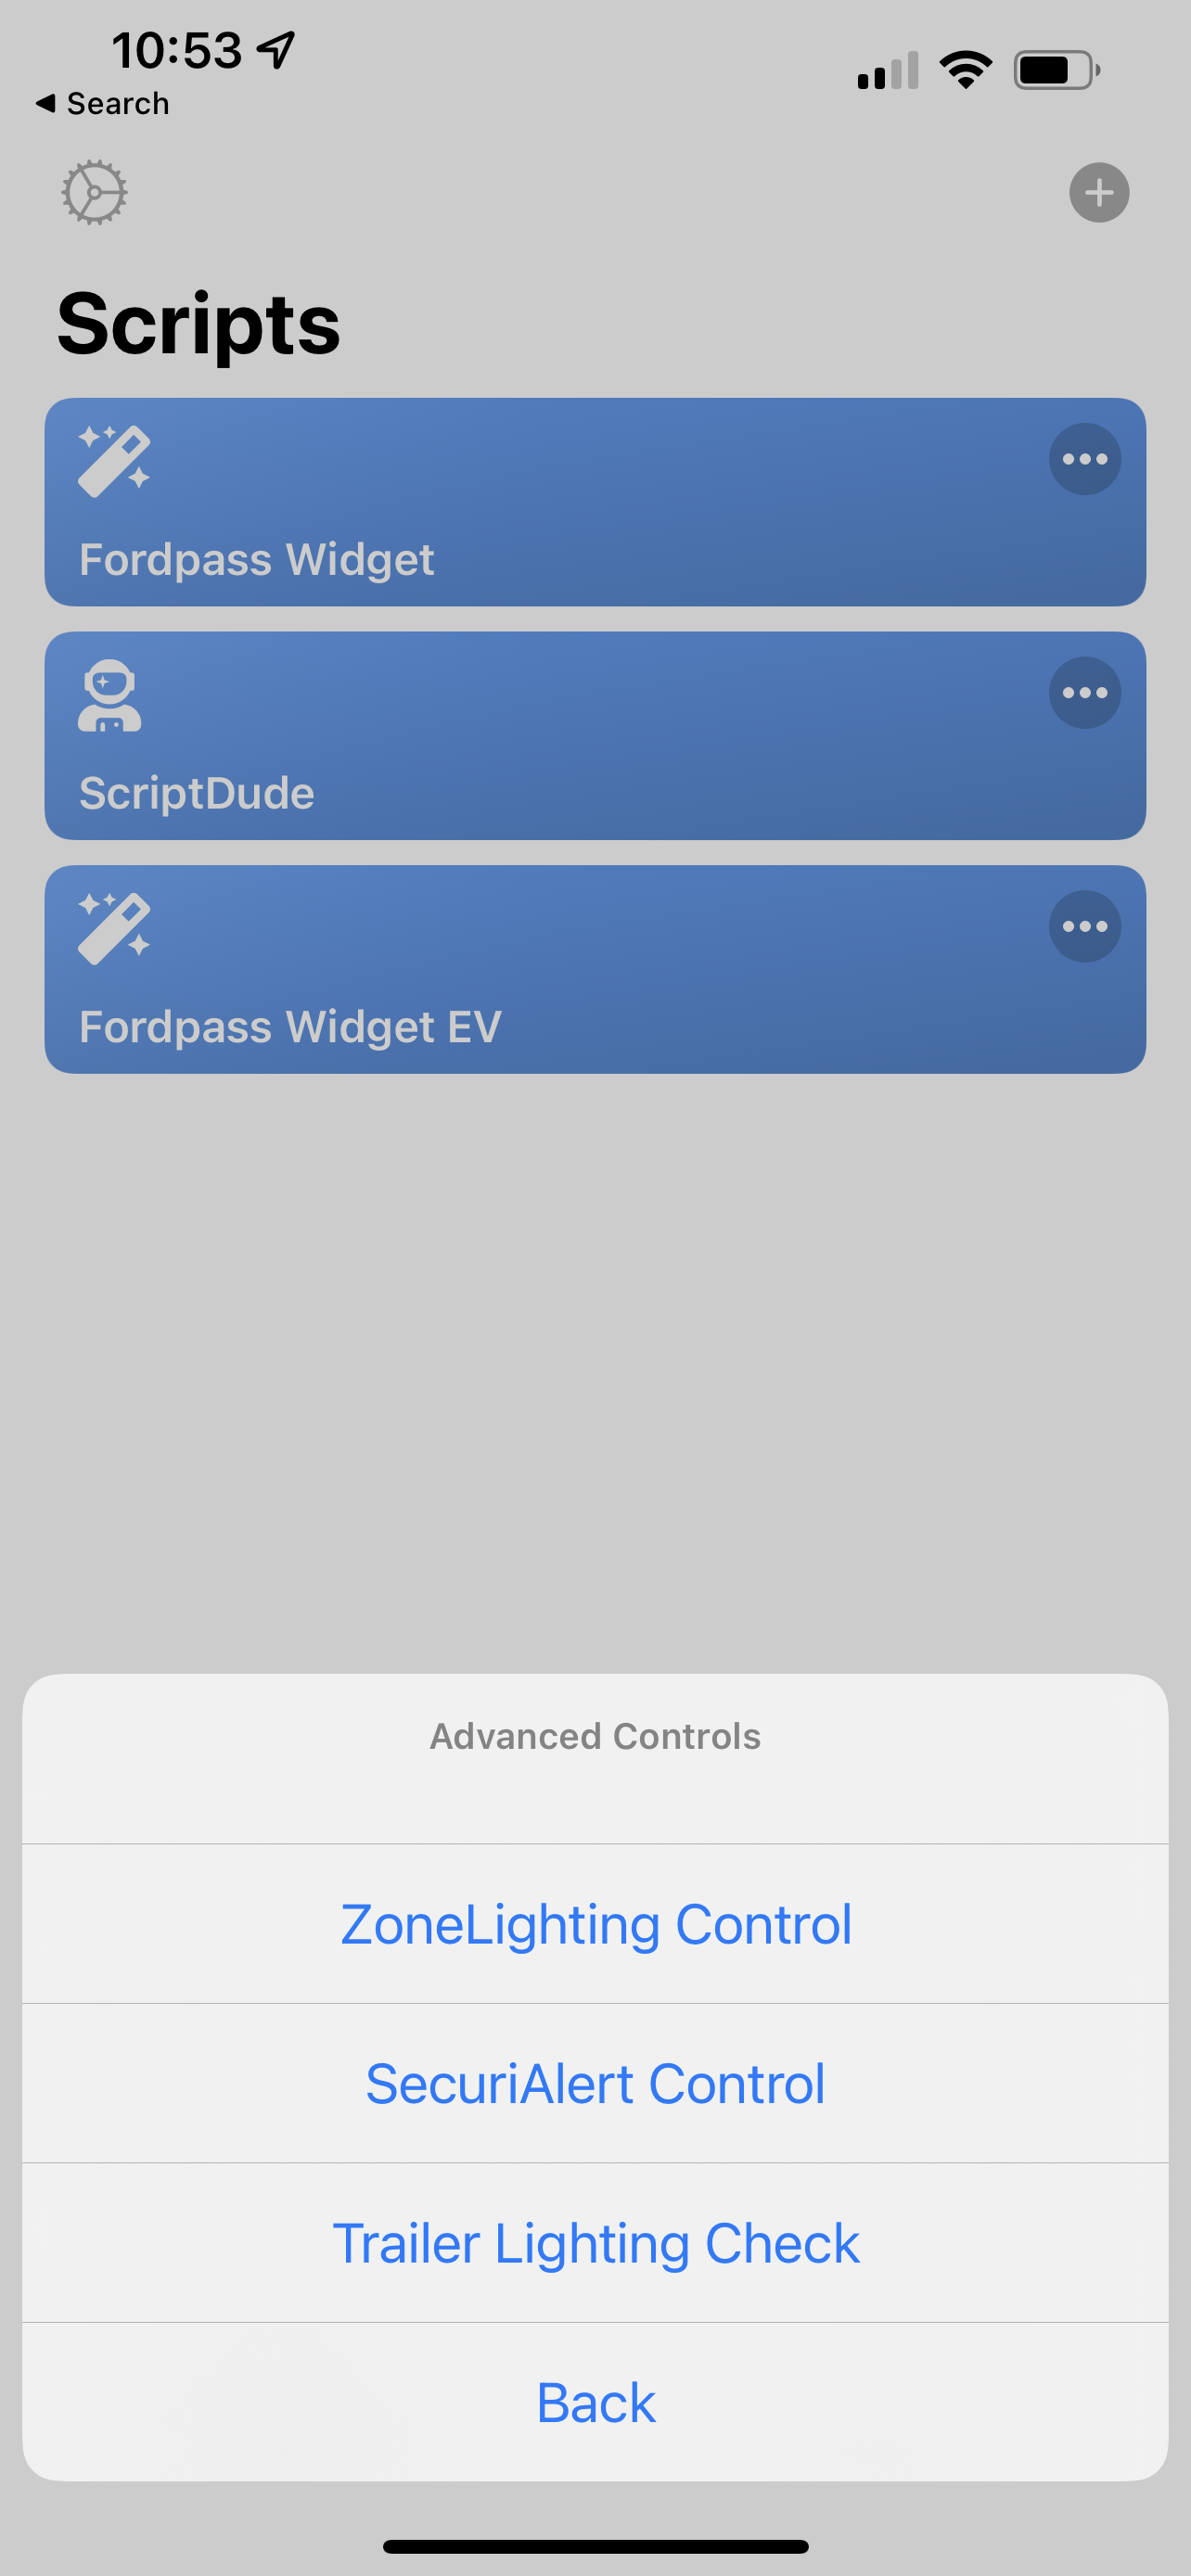 10:53
Search
Scripts
Fordpass Widget
ScriptDude
Fordpass Widget EV
Advanced Controls
ZoneLighting Control
SecuriAlert Control
Trailer Lighting Check
Back